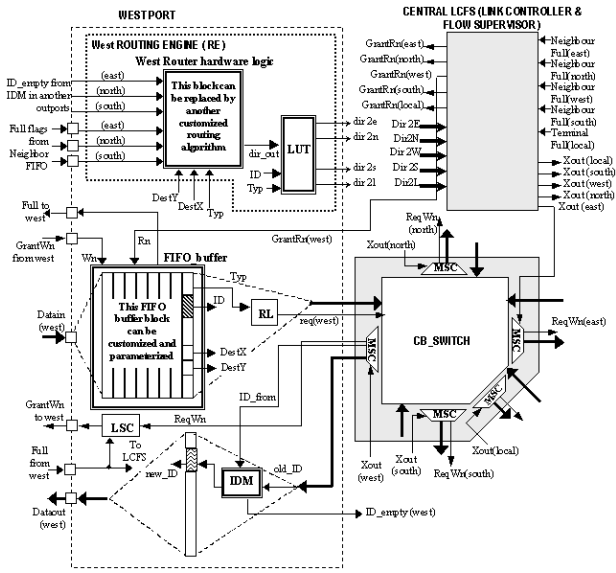 WEST PORT
CENTRAL LCFS (LINK CONTROLLER &
FLOW SUPERVISOR)
West ROUTING ENGINE (RE)
West Router hardware logic
ID_empty from
IDM in another
outports
(east)
(north)
(south)
This block can
be replaced by
another
customized
routing
algorithm
Full flags
from
Neighbor
FIFO
(east)
(north)
(south)
dir_out
LUT
ID
Typ
dir 2e
dir 2n
dir 2s
dir 2l
DestY
DestX
Typ
GrantRn(east)
GrantRn(north)
GrantRn(west)
GrantRn(south)
GrantRn(local)
Dir 2E
Dir2N
Dir2W
Dir2S
Dir2L
Neighbour
Full(east)
Neighbour
Full(north)
Neighbour
Full(west)
Neighbour
Full(south)
Terminal
Full(local)
Xout(local)
Xout(south)
Xout(west)
Xout(north)
Xout (east)
Full to
west
GrantWn
from west
Wn
Rn
GrantRn(west)
FIFO_buffer
Typ
This FIFO
buffer block
can be
customized and
parameterized
ID
RL
DestX
DestY
req(west)
Datain
(west)
ReqWn
(north)
Xout(north)
MSC
CB_SWITCH
MSC
MSC
ReqWn(east)
MSC
MSC
Xout
(west)
Xout
(south)
ReqWn(south)
Xout(local)
GrantWn
to west
LSC
ReqWn
ID_from
Full
from
west
To
LCFS
new_ID
IDM
old_ID
Dataout
(west)
ID_empty(west)